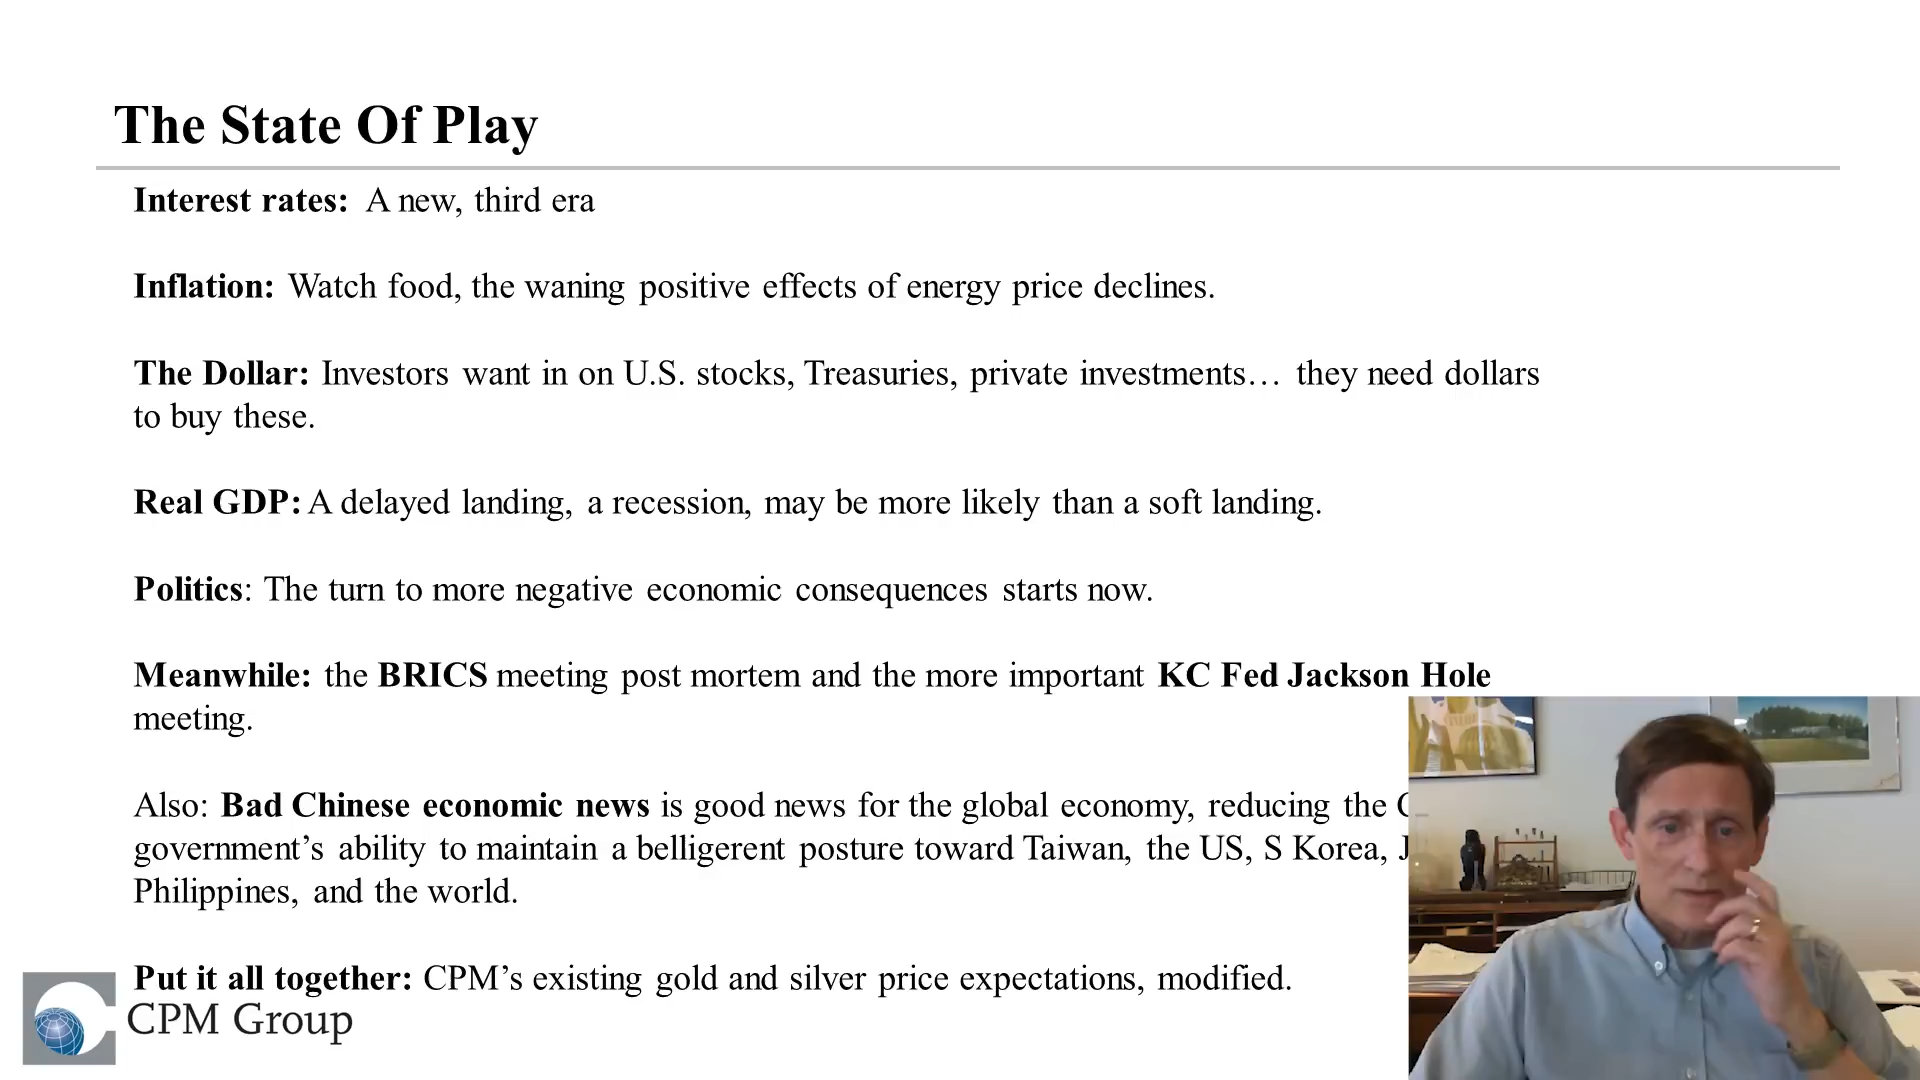 The State Of Play
Interest rates: A new, third era
Inflation: Watch food, the waning positive effects of energy price declines.
The Dollar: Investors want in on U.S. stocks, Treasuries, private investments… they need dollars
to buy these.
Real GDP: A delayed landing, a recession, may be more likely than a soft landing.
Politics: The turn to more negative economic consequences starts now.
Meanwhile: the BRICS meeting post mortem and the more important KC Fed Jackson Hole
meeting.
Also: Bad Chinese economic news is good news for the global economy, reducing the
government’s ability to maintain a belligerent posture toward Taiwan, the US, S Korea,
Philippines, and the world.
Put it all together: CPM’s existing gold and silver price expectations, modified.
CPM Group